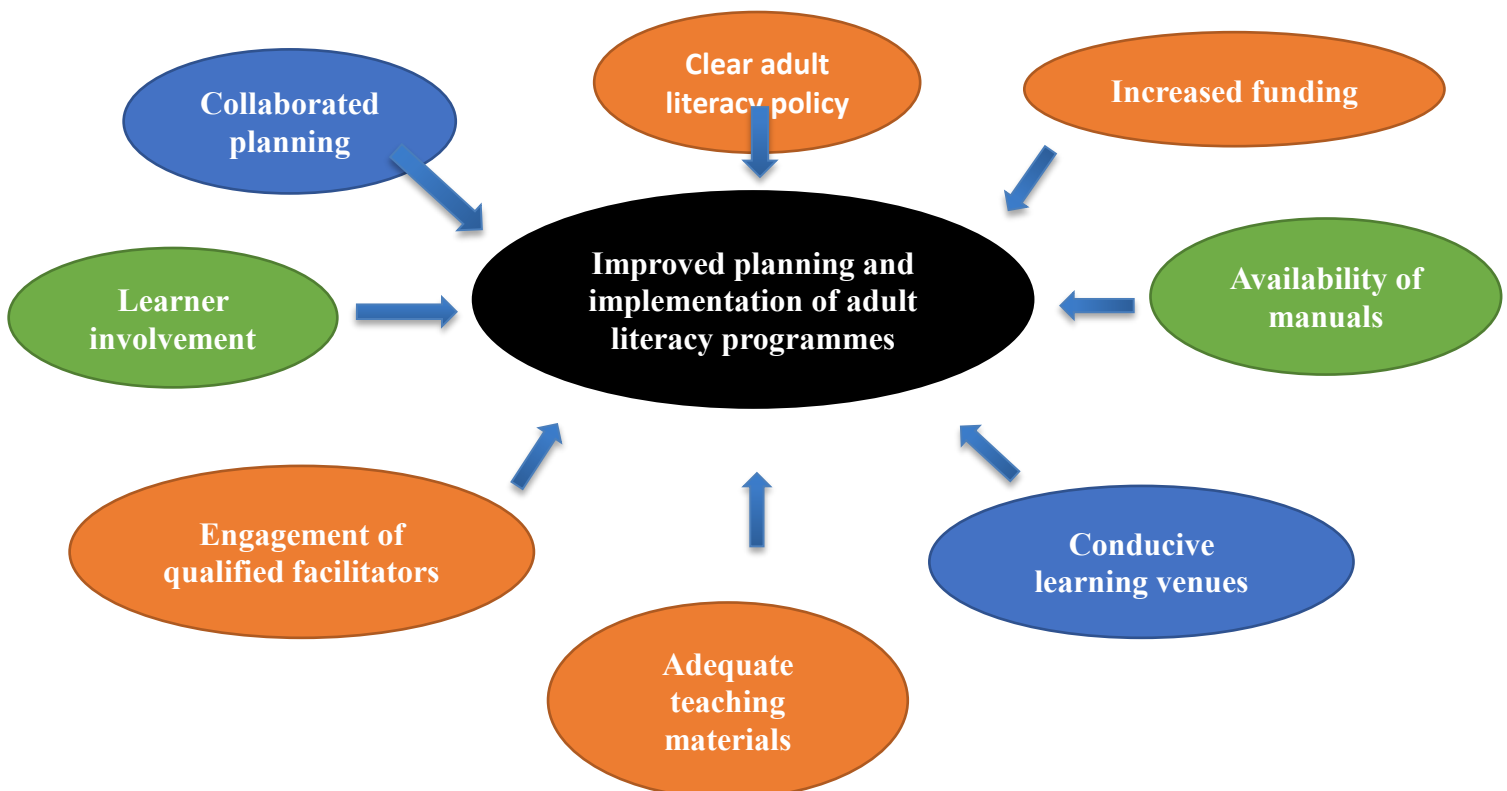 Clear adult
literacy policy
Increased funding
Collaborated
planning
Improved planning and
implementation of adult
literacy programmes
Learner
involvement
Availability of
manuals
Engagement of
qualified facilitators
Conducive
learning venues
Adequate
teaching
materials